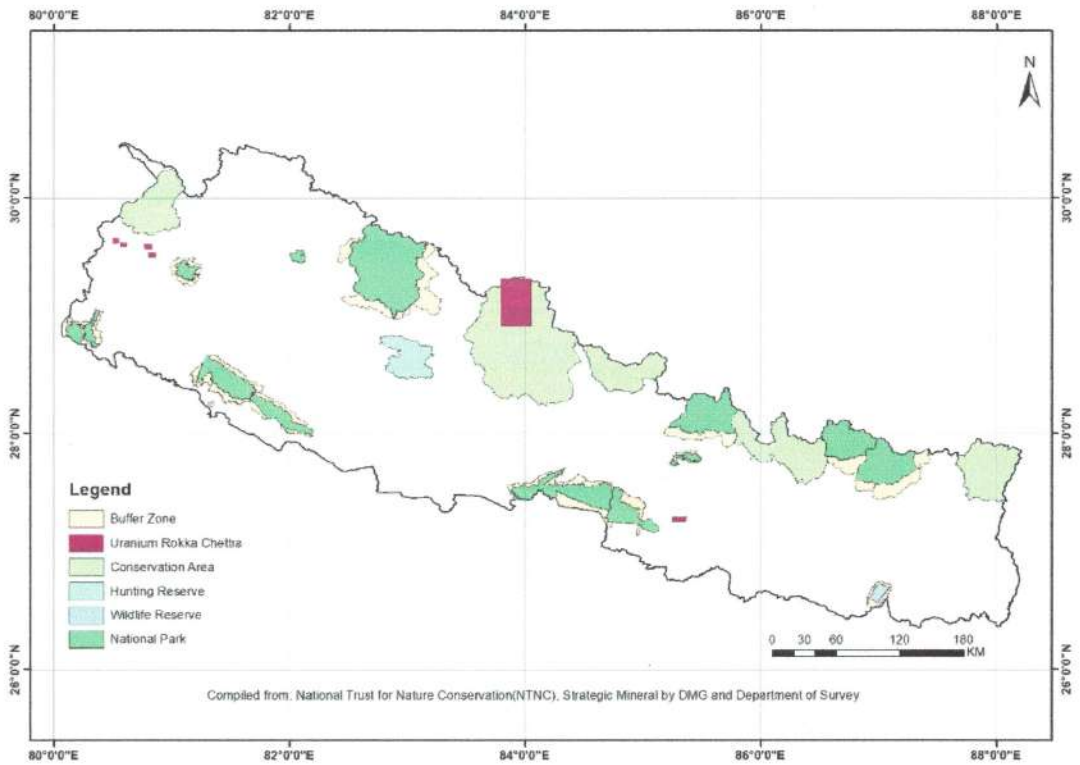 80°0'0"E 82°0'0"E 84°0'0"E 86°0'0"E 88°0'0"E
N
30°0'0"N 30°0'0"N
28°0'0"N 28°0'0"N
Legend
Buffer Zone
Uranium Rokka Chettra
Conservation Area
Hunting Reserve
Wildlife Reserve
National Park
0 30 60 120 180
KM
26°0'0"N 26°0'0"N
Compiled from: National Trust for Nature Conservation(NTNC), Strategic Mineral by DMG and Department of Survey
80°0'0"E 82°0'0"E 84°0'0"E 86°0'0"E 88°0'0"E